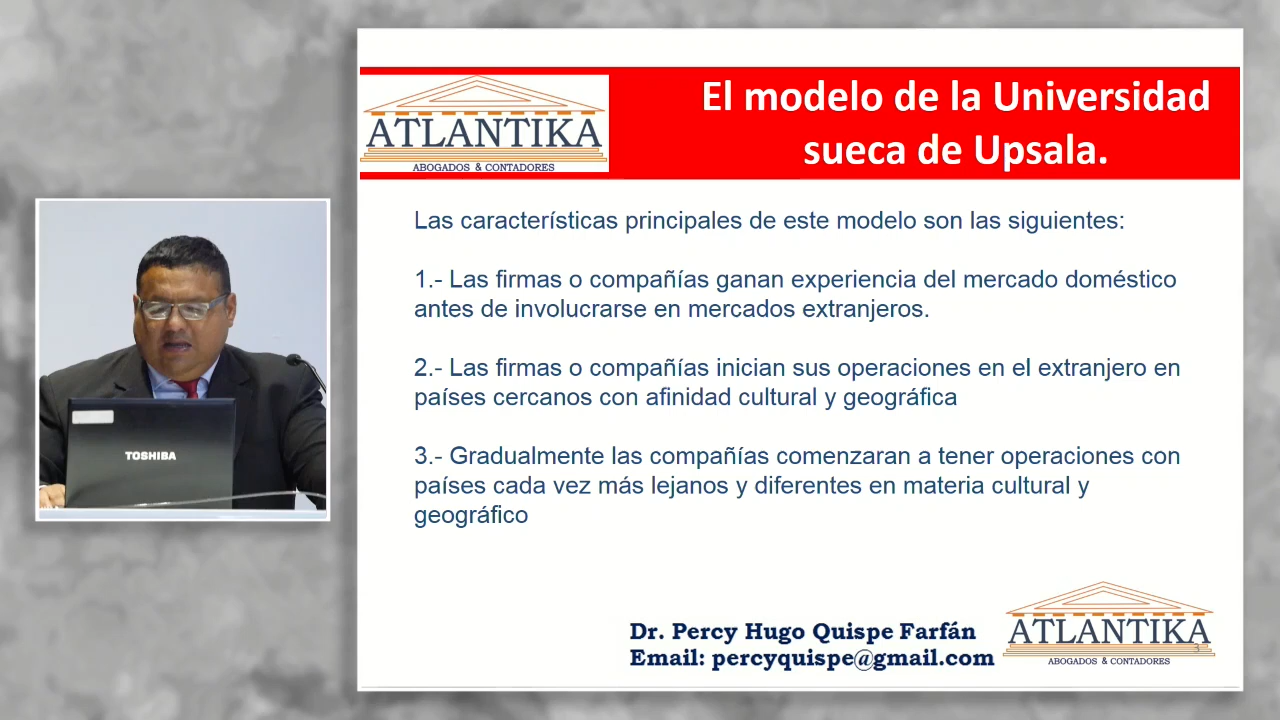 ATLANTIKA
ABOGADOS & CONTADORES
El modelo de la Universidad
sueca de Upsala.
Las características principales de este modelo son las siguientes:
1.- Las firmas o compañías ganan experiencia del mercado doméstico
antes de involucrarse en mercados extranjeros.
2.- Las firmas o compañías inician sus operaciones en el extranjero en
países cercanos con afinidad cultural y geográfica
3.- Gradualmente las compañías comenzaran a tener operaciones con
países cada vez más lejanos y diferentes en materia cultural y
geográfico
TOSHIBA
Dr. Percy Hugo Quispe Farfán
Email: percyquispe@gmail.com
ATLANTIKA
3
ABOGADOS & CONTADORES